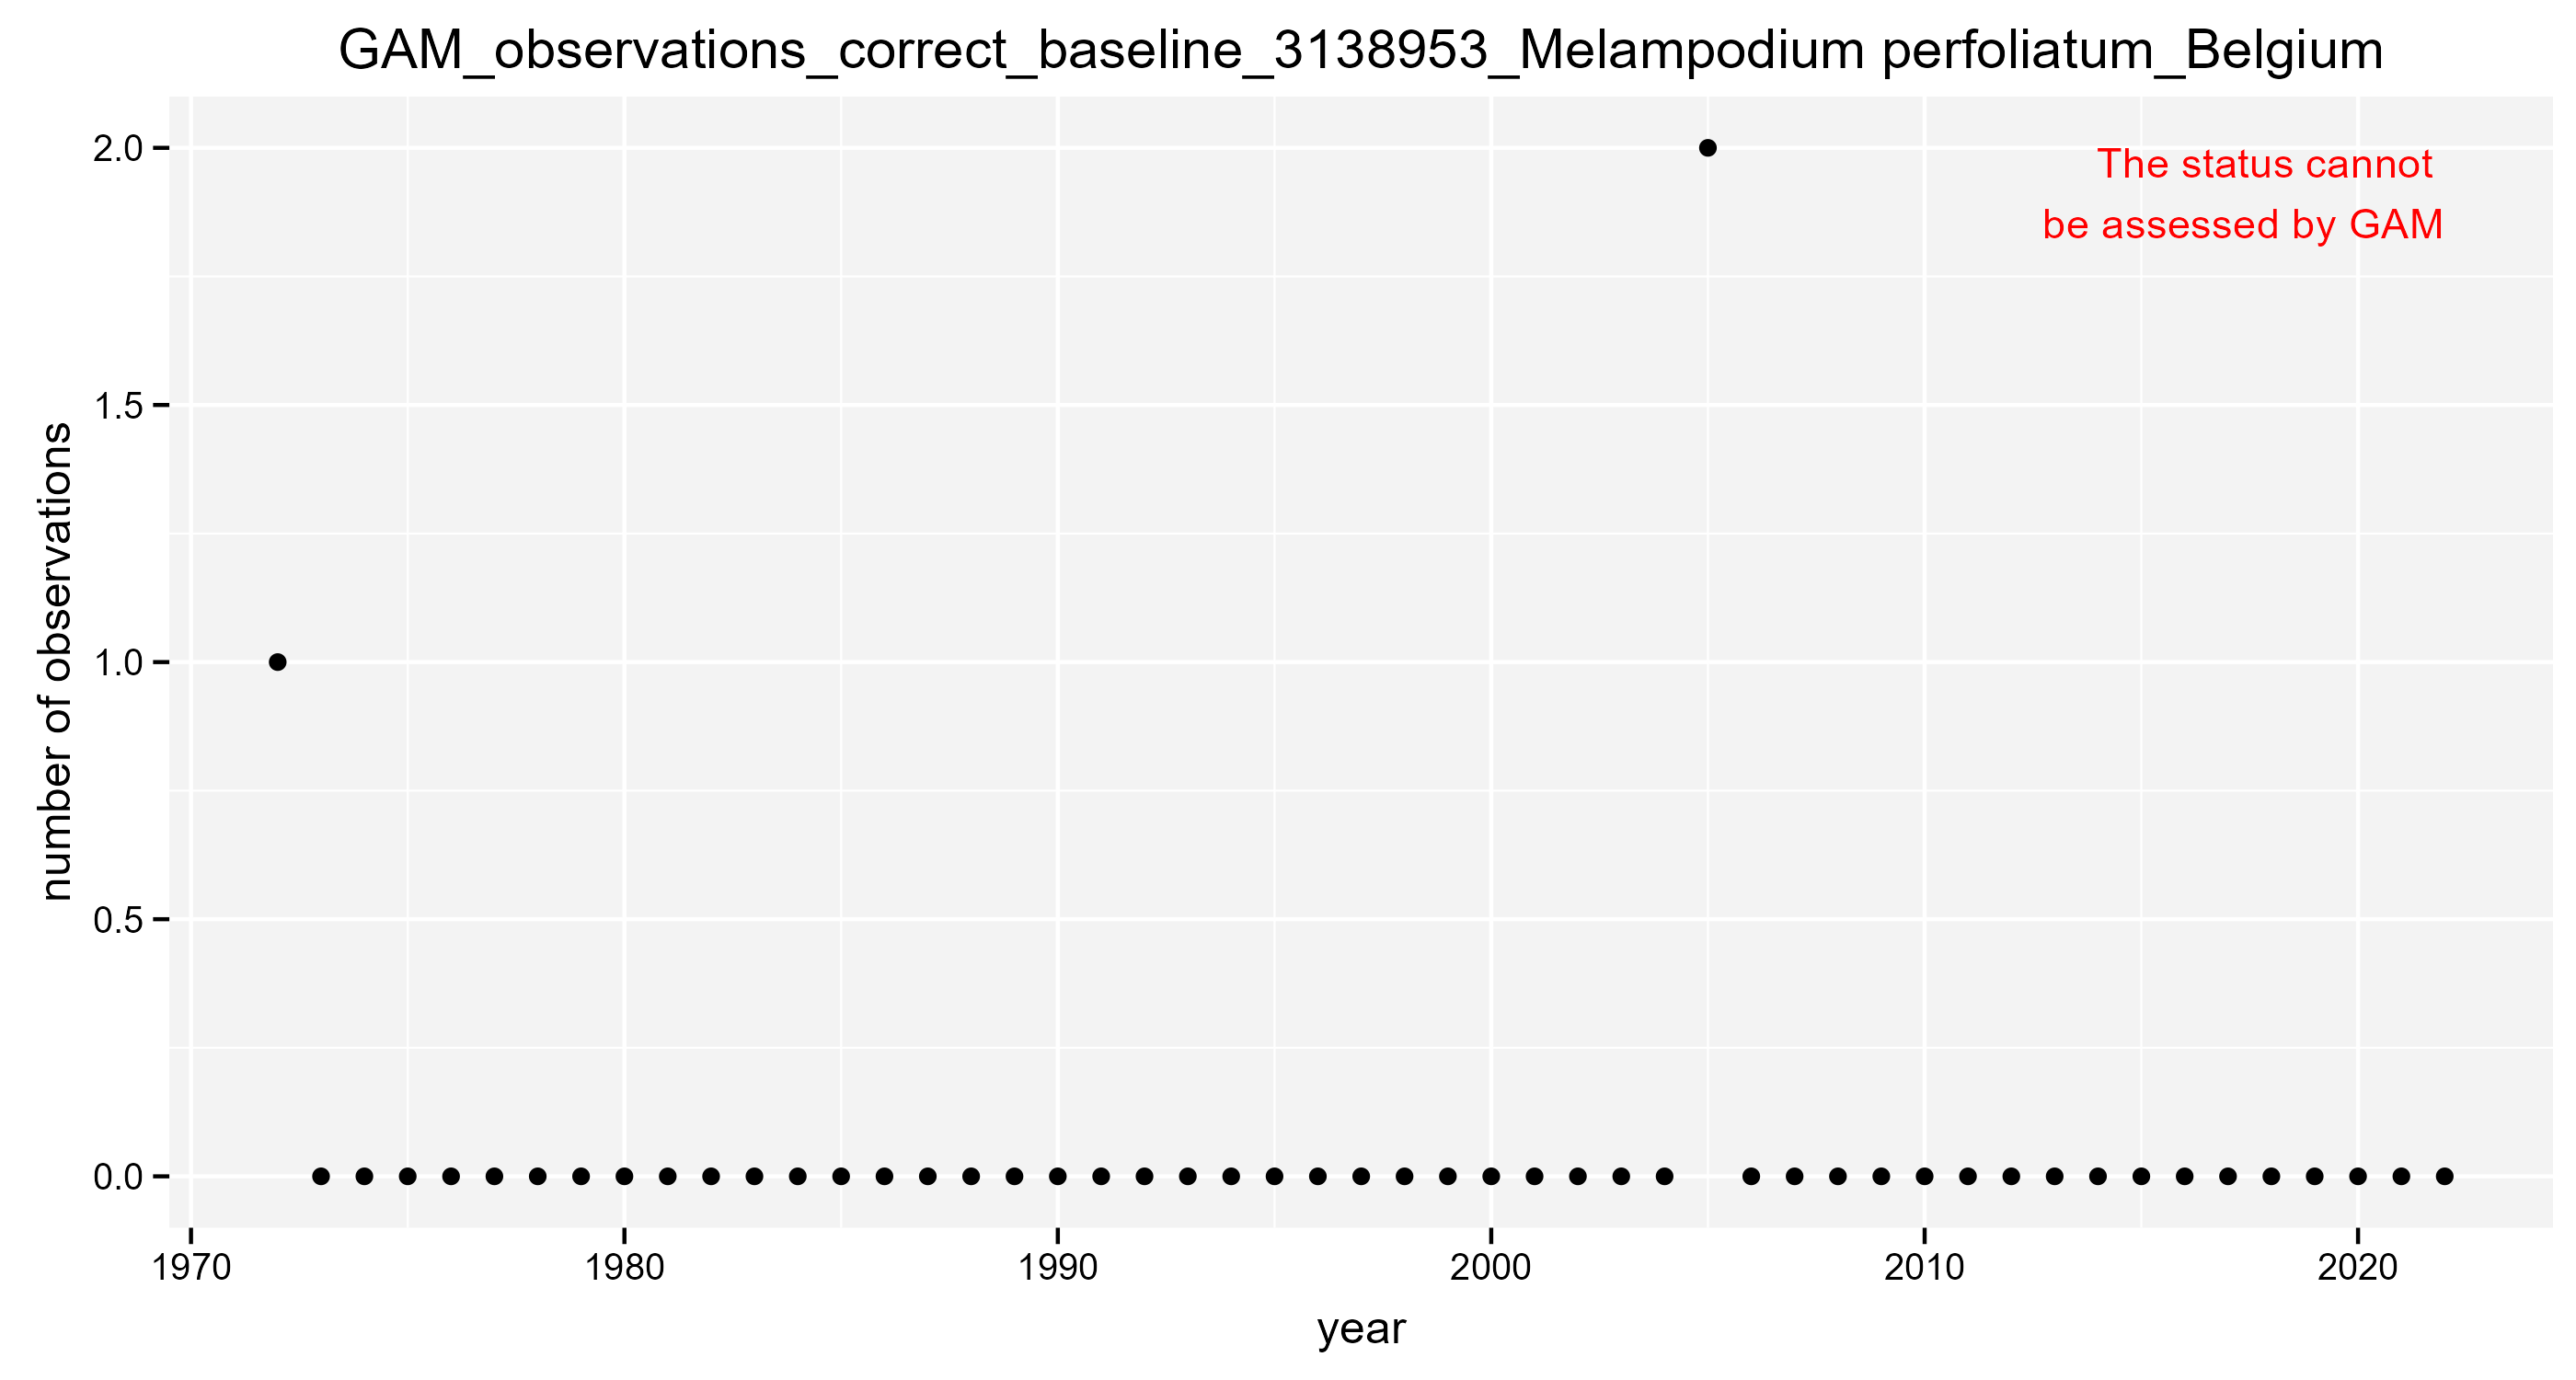 GAM_observations_correct_baseline_3138953_Melampodium perfoliatum_Belgium
The status cannot
be assessed by GAM
number of observations
2.0
1.5
1.0
0.5
0.0
1970 1980 1990 2000 2010 2020
year